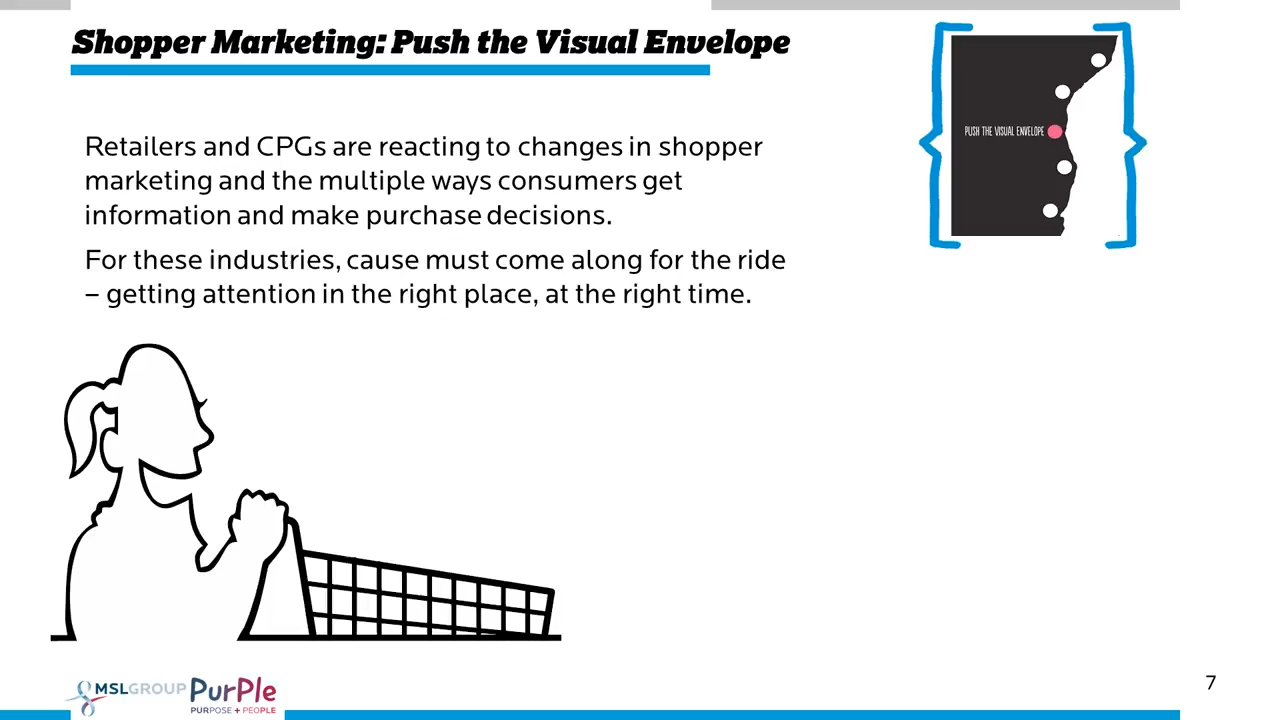 Shopper Marketing: Push the Visual Envelope
PUSH THE VISUAL ENVELOPE
Retailers and CPGs are reacting to changes in shopper
marketing and the multiple ways consumers get
information and make purchase decisions.
For these industries, cause must come along for the ride
– getting attention in the right place, at the right time.
MSLGROUP PurPle
PURPOSE + PEOPLE
7